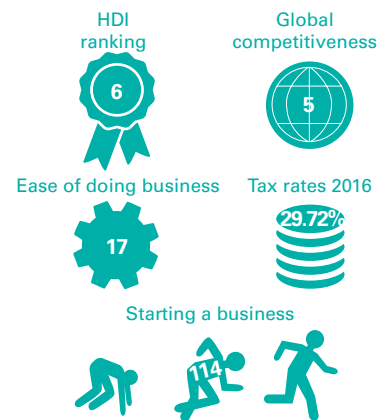 HDI
ranking
6
Global
competitiveness
5
Ease of doing business
17
Tax rates 2016
29.72%
Starting a business
114